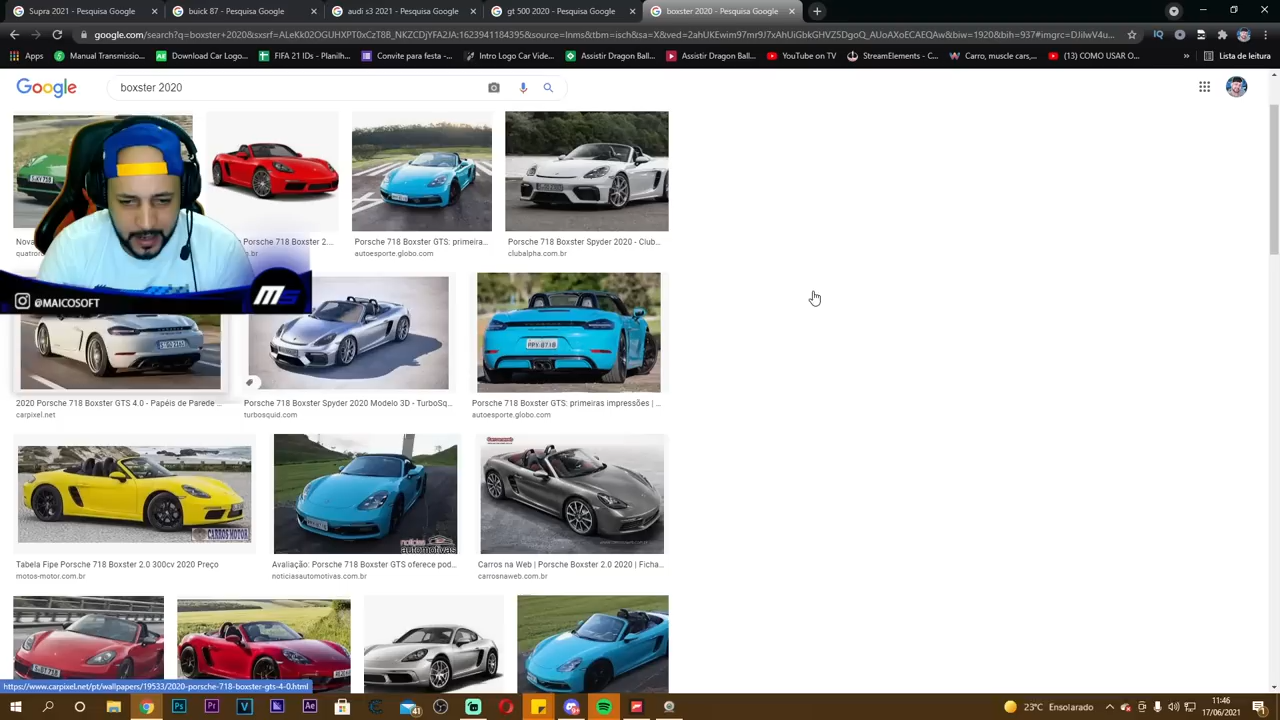 Supra 2021 - Pesquisa Google
buick 87 - Pesquisa Google
audi s3 2021 - Pesquisa Google
gt 500 2020 - Pesquisa Google
boxster 2020 - Pesquisa Google
Apps
Manual Transmissio...
Download Car Logo...
FIFA 21 IDs - Planilh...
Convite para festa -...
Intro Logo Car Vide...
Assistir Dragon Ball...
Assistir Dragon Ball...
YouTube on TV
StreamElements -...
Carro, muscle cars,...
(13) COMO USAR O...
Lista de leitura
Google
boxster 2020
Porsche 718 Boxster 2....
Porsche 718 Boxster GTS: primeira...
autoesporte.globo.com
Porsche 718 Boxster Spyder 2020 - Club...
clubalpha.com.br
@MAICOSOFT
MS
2020 Porsche 718 Boxster GTS 4.0 - Papéis de Parede ...
carpixel.net
Porsche 718 Boxster Spyder 2020 Modelo 3D - TurboSq...
turbosquid.com
Porsche 718 Boxster GTS: primeiras impressões | ...
autoesporte.globo.com
CARROS MOTOR
notícias automotivas
Carrosnaweb
Tabela Fipe Porsche 718 Boxster 2.0 300cv 2020 Preço
motos-motor.com.br
Avaliação: Porsche 718 Boxster GTS oferece pod...
noticiasautomotivas.com.br
Carros na Web | Porsche Boxster 2.0 2020 | Ficha...
carrosnaweb.com.br
https://www.carpixel.net/pt/wallpapers/19533/2020-porsche-718-boxster-gts-4-0.html
41
23°C Ensolarado
11:46
17/06/2021